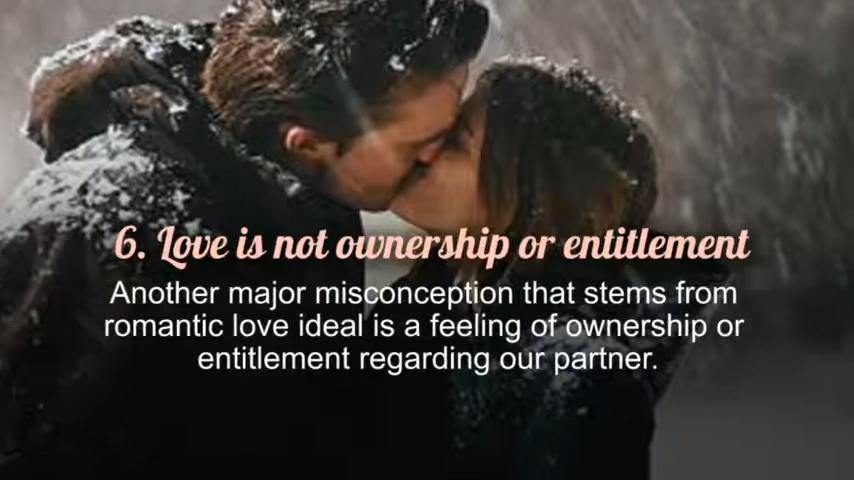 6. Love is not ownership or entitlement
Another major misconception that stems from
romantic love ideal is a feeling of ownership or
entitlement regarding our partner.